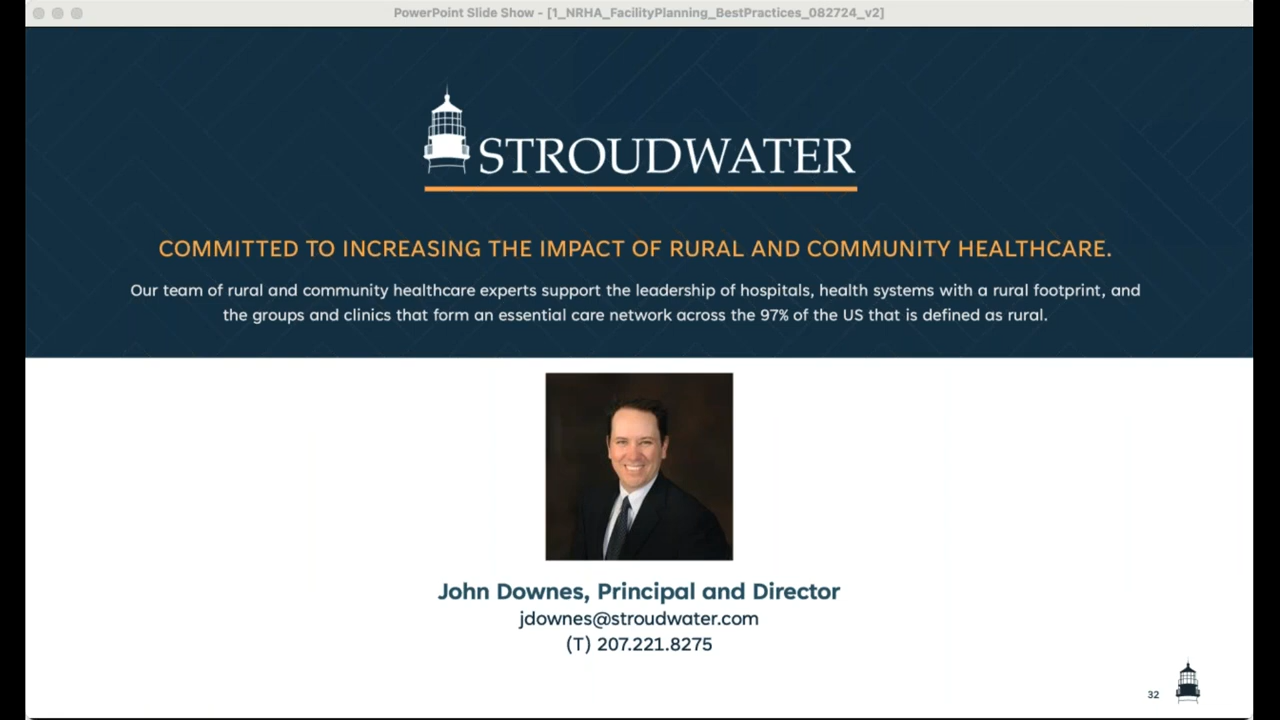 PowerPoint Slide Show - [1_NRHA_FacilityPlanning_BestPractices_082724_v2]
STROUDWATER
COMMITTED TO INCREASING THE IMPACT OF RURAL AND COMMUNITY HEALTHCARE.
Our team of rural and community healthcare experts support the leadership of hospitals, health systems with a rural footprint, and
the groups and clinics that form an essential care network across the 97% of the US that is defined as rural.
John Downes, Principal and Director
jdownes@stroudwater.com
(T) 207.221.8275
32